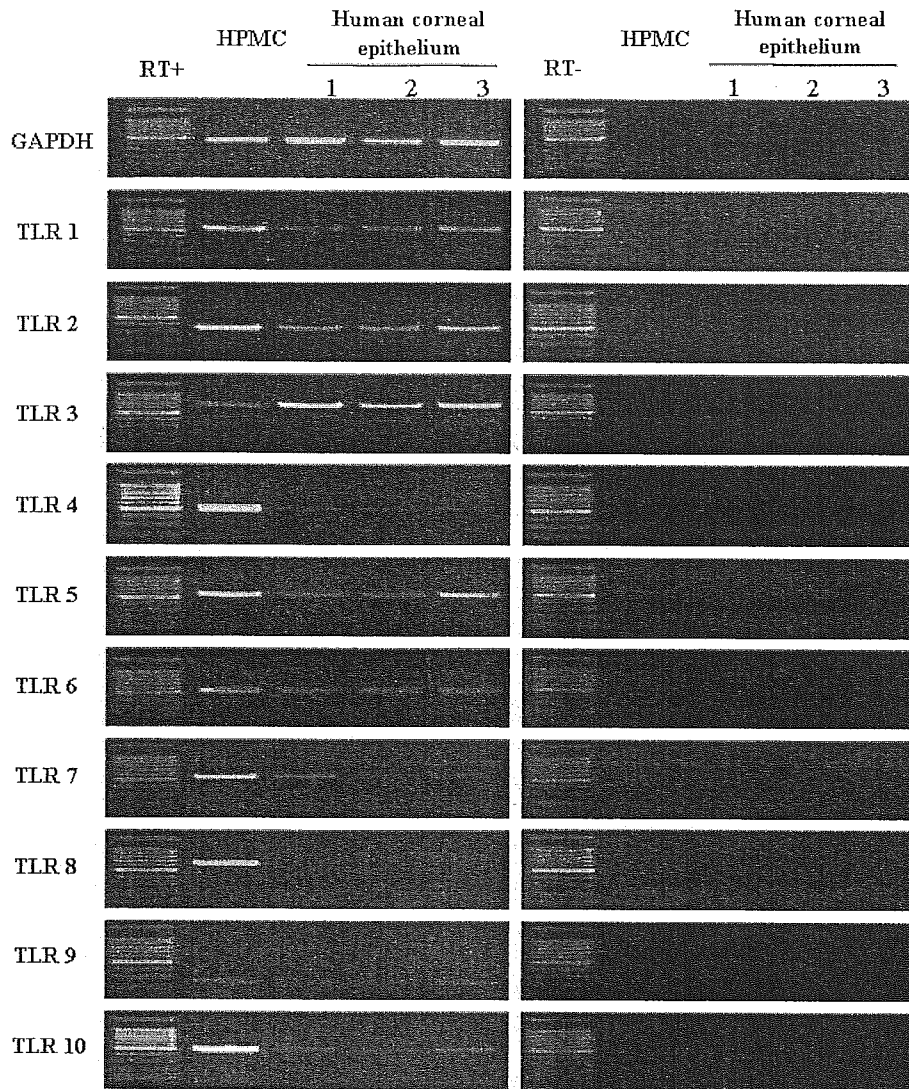 Human corneal
epithelium
HPMC
RT+
1 2 3
Human corneal
epithelium
HPMC
RT-
1 2 3
GAPDH
TLR 1
TLR 2
TLR 3
TLR 4
TLR 5
TLR 6
TLR 7
TLR 8
TLR 9
TLR 10